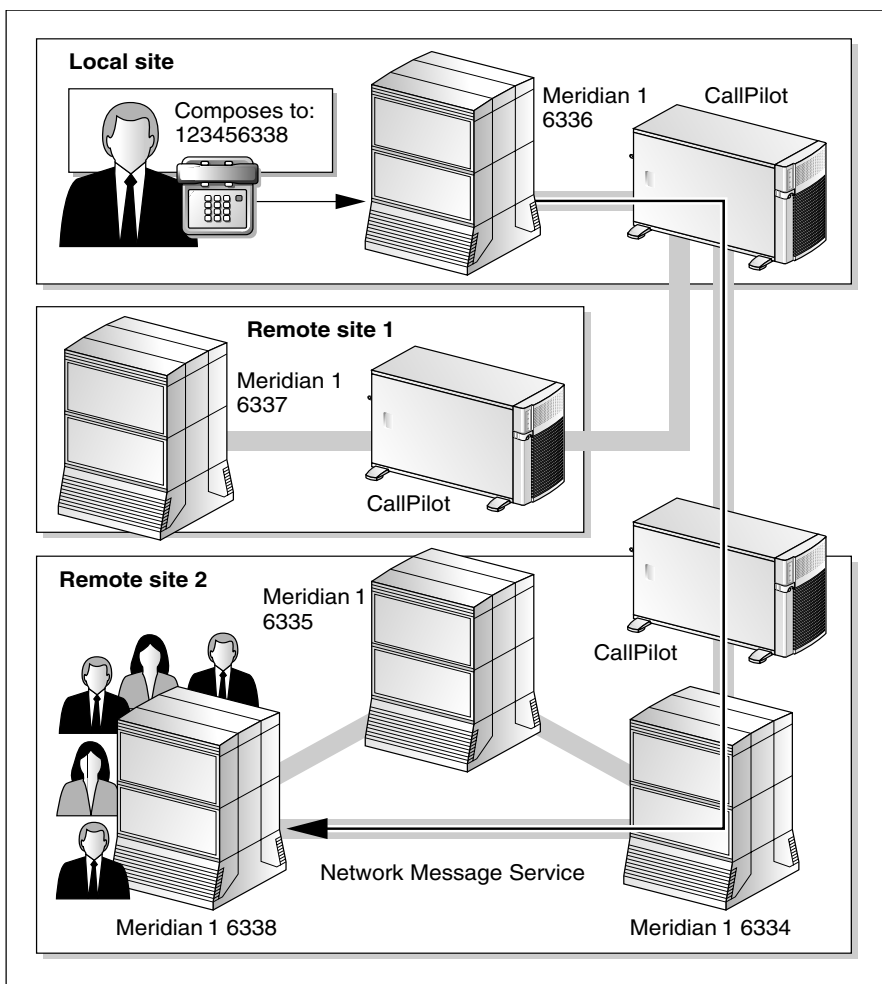 Local site
Composes to:
123456338
Meridian 1
6336
CallPilot
Remote site 1
Meridian 1
6337
CallPilot
Remote site 2
Meridian 1
6335
CallPilot
Network Message Service
Meridian 1 6338
Meridian 1 6334